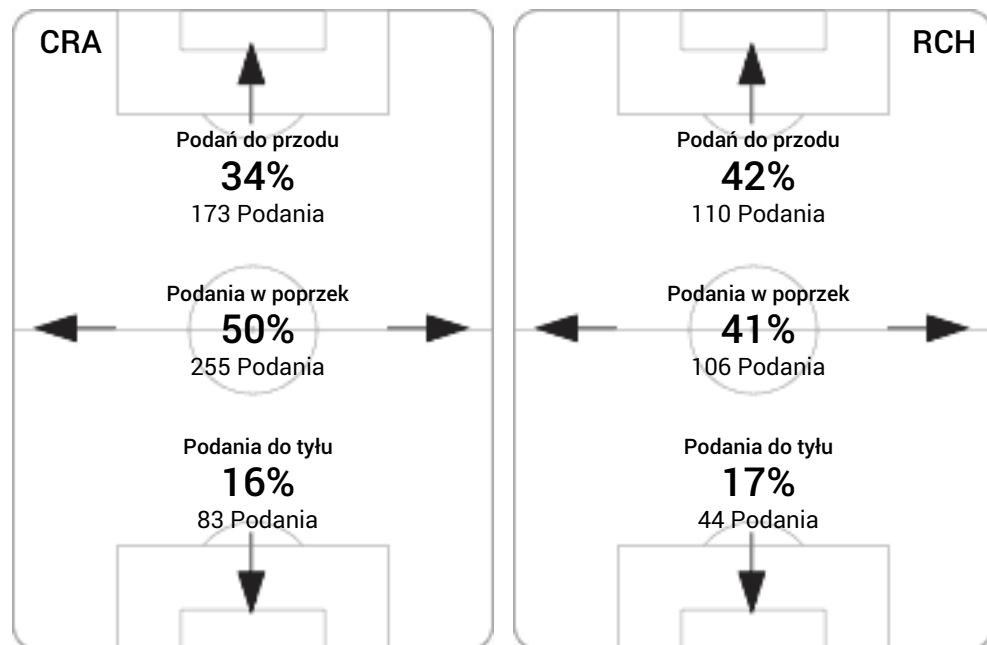 CRA
Podań do przodu
34%
173 Podania
Podania w poprzek
50%
255 Podania
Podania do tyłu
16%
83 Podania
RCH
Podań do przodu
42%
110 Podania
Podania w poprzek
41%
106 Podania
Podania do tyłu
17%
44 Podania